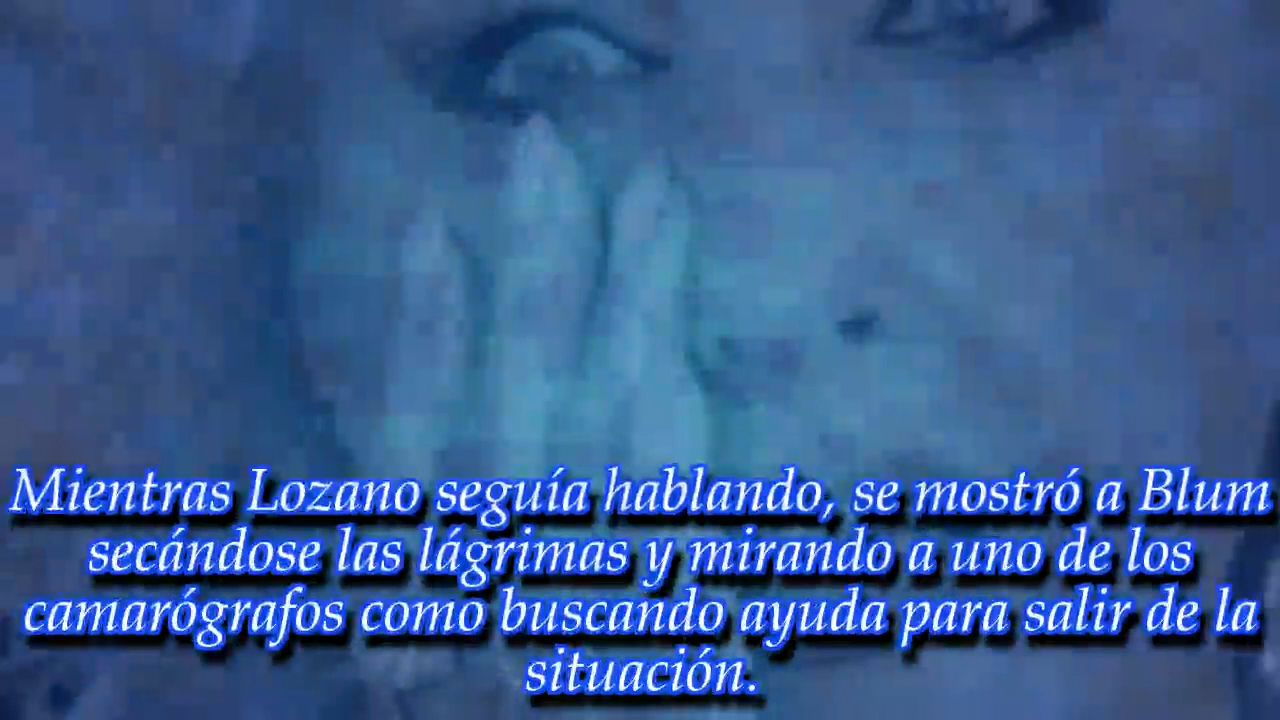 Mientras Lozano seguía hablando, se mostró a Blum
secándose las lágrimas y mirando a uno de los
camarógrafos como buscando ayuda para salir de la
situación.